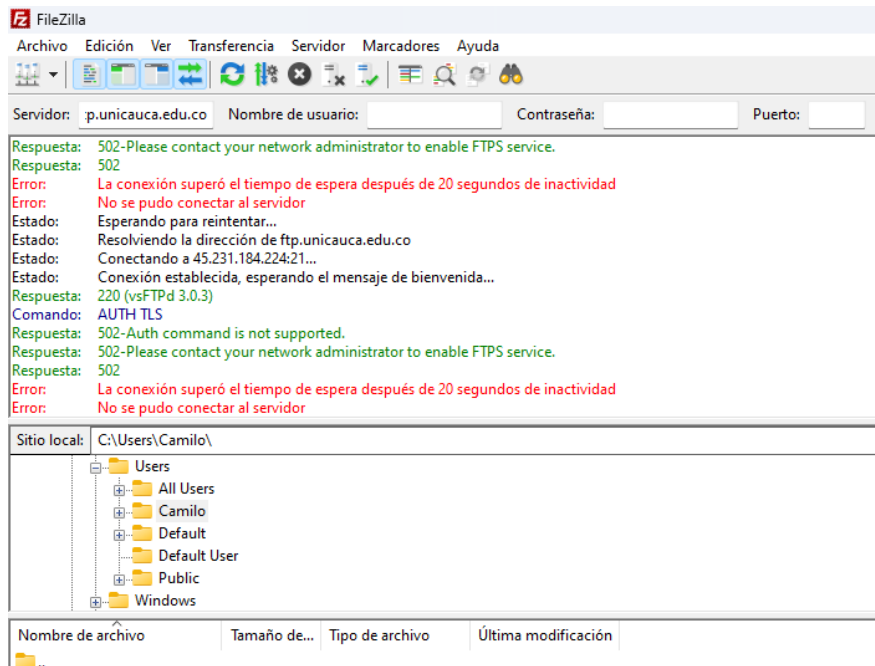 FileZilla
Archivo Edición Ver Transferencia Servidor Marcadores Ayuda
Servidor: p.unicauca.edu.co Nombre de usuario: Contraseña: Puerto:
Respuesta: 502-Please contact your network administrator to enable FTPS service.
Respuesta: 502
Error: La conexión superó el tiempo de espera después de 20 segundos de inactividad
Error: No se pudo conectar al servidor
Estado: Esperando para reintentar...
Estado: Resolviendo la dirección de ftp.unicauca.edu.co
Estado: Conectando a 45.231.184.224:21...
Estado: Conexión establecida, esperando el mensaje de bienvenida...
Respuesta: 220 (vsFTPd 3.0.3)
Comando: AUTH TLS
Respuesta: 502-Auth command is not supported.
Respuesta: 502-Please contact your network administrator to enable FTPS service.
Respuesta: 502
Error: La conexión superó el tiempo de espera después de 20 segundos de inactividad
Error: No se pudo conectar al servidor
Sitio local: C:\Users\Camilo\
Users
All Users
Camilo
Default
Default User
Public
Windows
Nombre de archivo Tamaño de... Tipo de archivo Última modificación
..